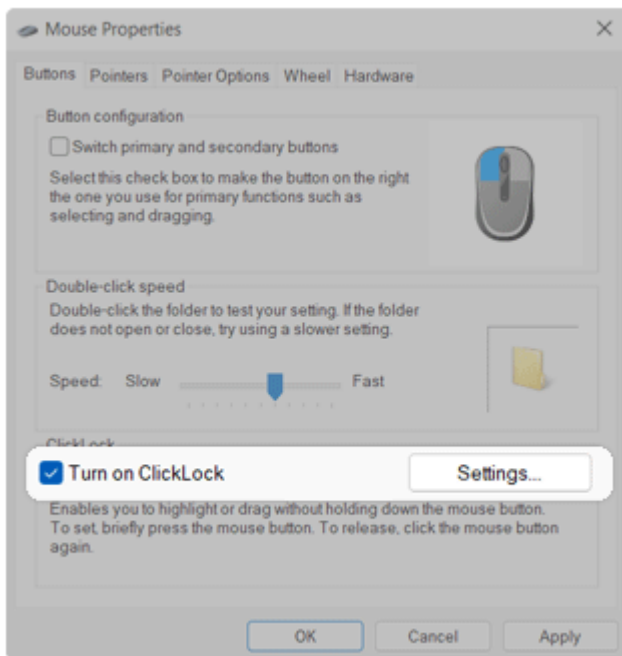 Mouse Properties
Buttons Pointers Pointer Options Wheel Hardware
Button configuration
Switch primary and secondary buttons
Select this check box to make the button on the right
the one you use for primary functions such as
selecting and dragging.
Double-click speed
Double-click the folder to test your setting. If the folder
does not open or close, try using a slower setting.
Speed: Slow Fast
ClickLock
Turn on ClickLock Settings...
Enables you to highlight or drag without holding down the mouse button.
To set, briefly press the mouse button. To release, click the mouse button
again.
OK Cancel Apply